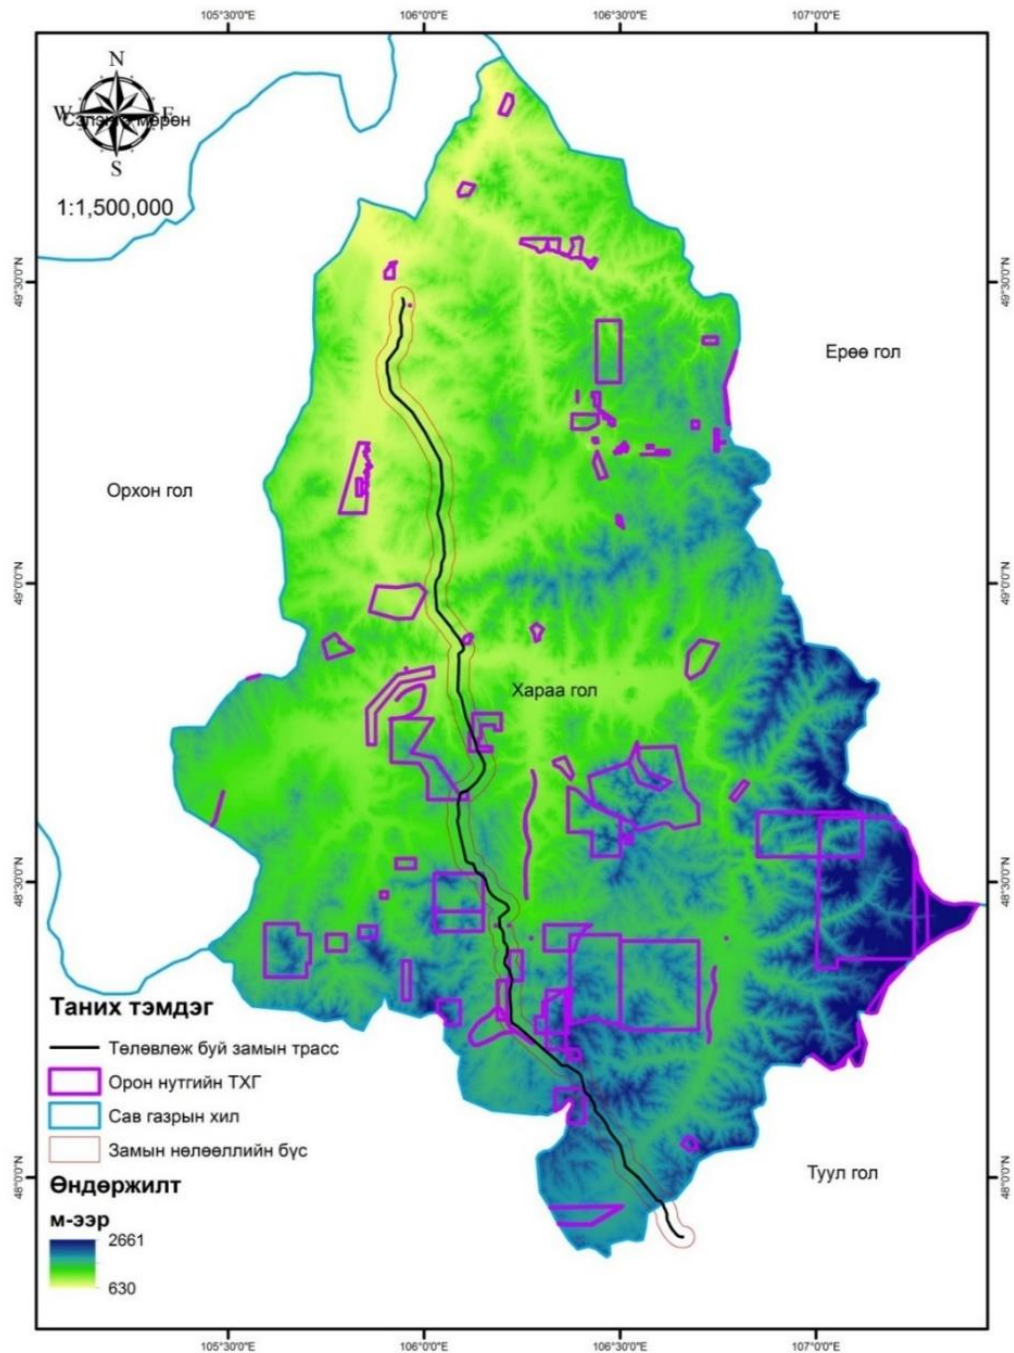 105°30'0"E 106°0'0"E 106°30'0"E 107°0'0"E
N
W E
Сэлэнгэ мөрөн
S
1:1,500,000
49°30'0"N 49°30'0"N
Ерөө гол
Орхон гол
49°0'0"N 49°0'0"N
Хараа гол
48°30'0"N 48°30'0"N
Таних тэмдэг
Төлөвлөж буй замын трасс
Орон нутгийн ТХГ
Сав газрын хил
Замын нөлөөллийн бүс
Туул гол
48°0'0"N 48°0'0"N
Өндөржилт
м-ээр
2661
630
105°30'0"E 106°0'0"E 106°30'0"E 107°0'0"E